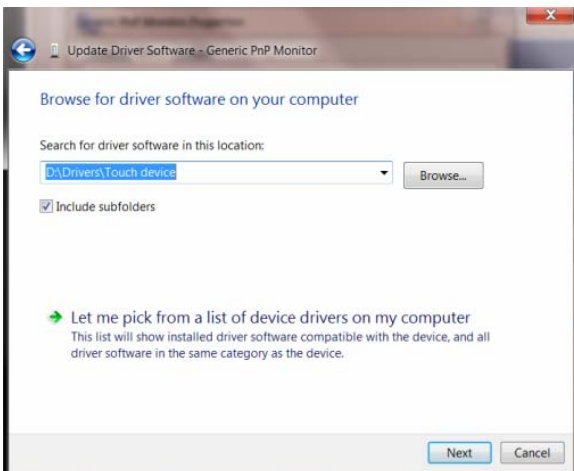 Update Driver Software - Generic PnP Monitor
Browse for driver software on your computer
Search for driver software in this location:
D:\Drivers\Touch device
Browse...
Include subfolders
Let me pick from a list of device drivers on my computer
This list will show installed driver software compatible with the device, and all
driver software in the same category as the device.
Next
Cancel